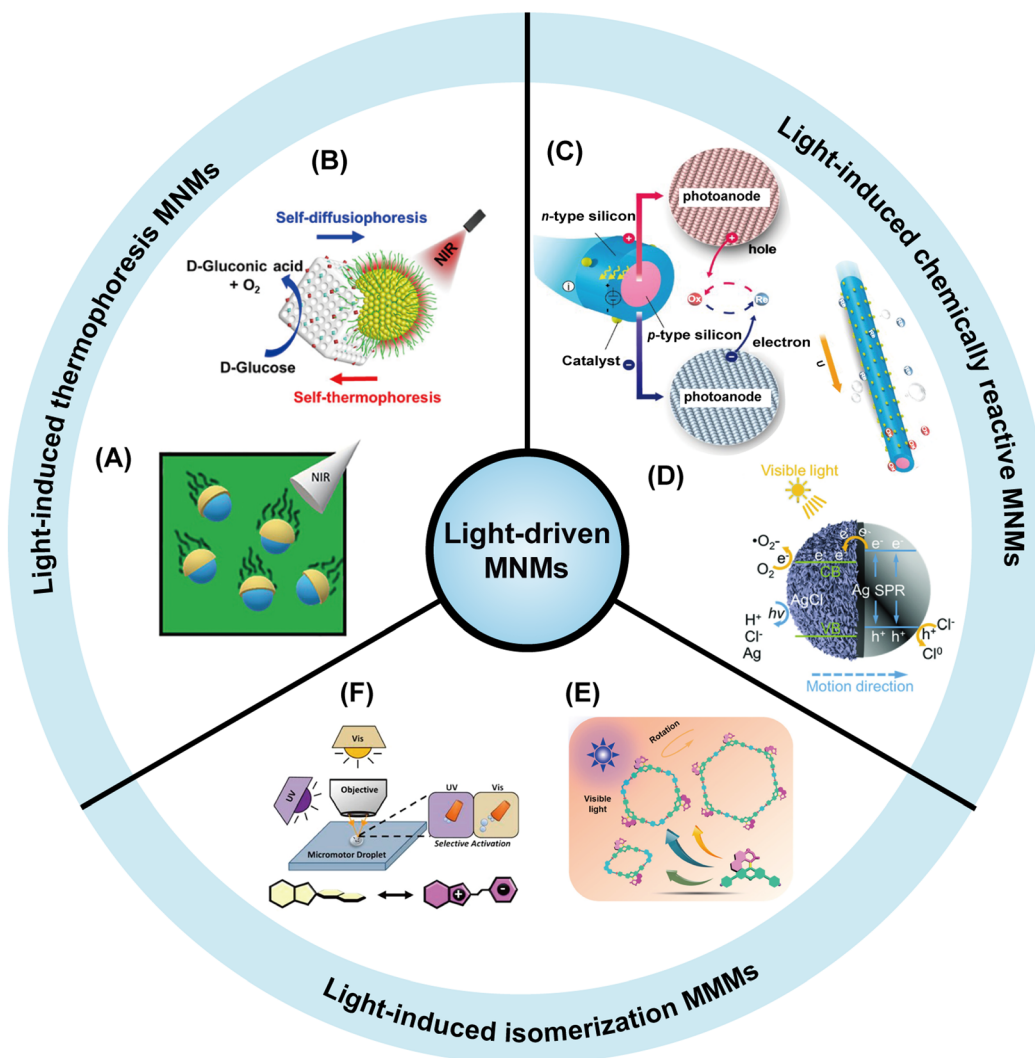 Light-induced thermophoresis MNMs
Light-induced chemically reactive MNMs
Light-induced isomerization MMMs
Light-driven
MNMs
(A)
NIR
(B)
Self-diffusiophoresis
NIR
D-Gluconic acid
+ O₂
D-Glucose
Self-thermophoresis
(C)
photoanode
n-type silicon
+
+
hole
i
Ox
Re
p-type silicon
electron
Catalyst
−
−
photoanode
U
(D)
Visible light
•O₂-
e-
O₂
e-
e-
e-
e-
e-
e-
CB
AgCl
Ag SPR
hv
H⁺
Cl-
Ag
VB
h⁺
h⁺
h⁺
Cl-
Cl⁰
Motion direction
(E)
Rotation
Visible
light
(F)
Vis
UV
Objective
UV
Vis
Selective Activation
Micromotor Droplet
+
−